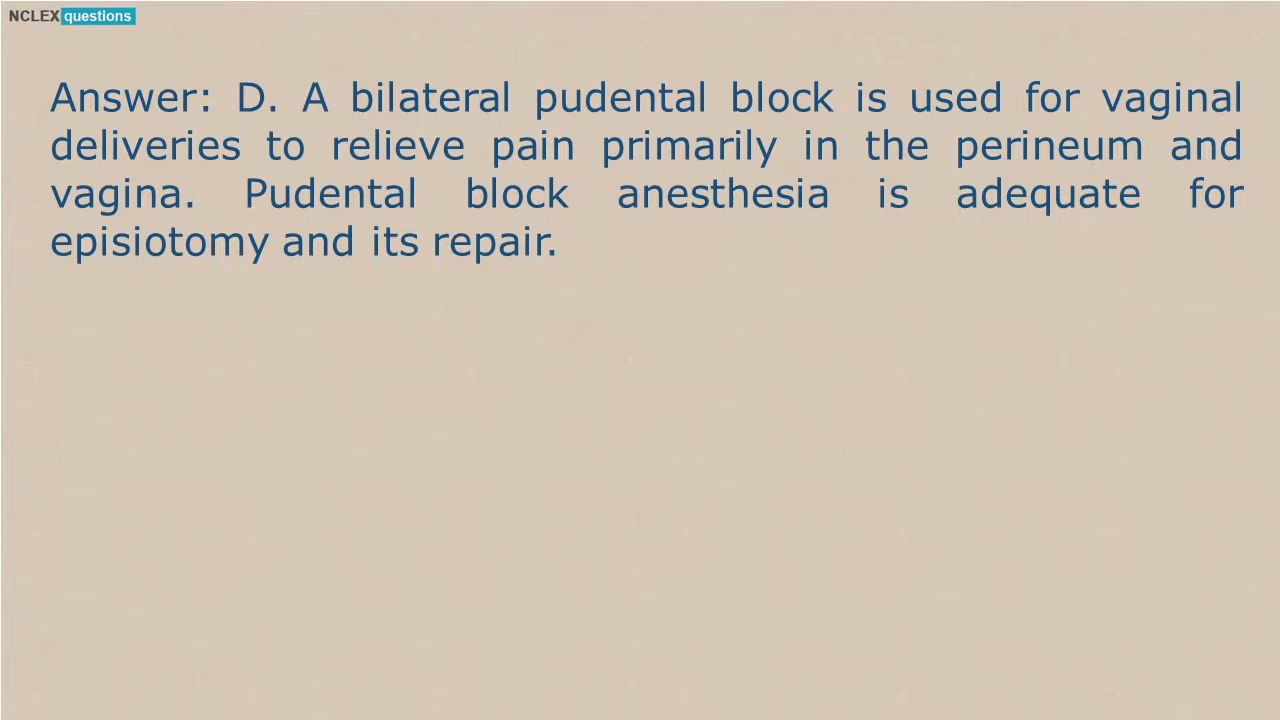 NCLEX questions
Answer: D. A bilateral pudental block is used for vaginal
deliveries to relieve pain primarily in the perineum and
vagina. Pudental block anesthesia is adequate for
episiotomy and its repair.